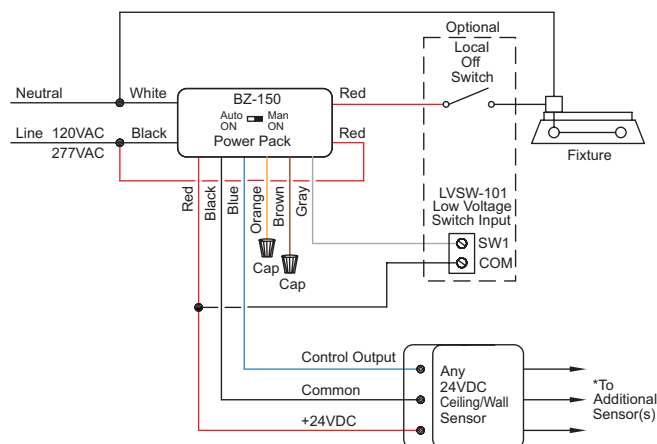 Optional
Local
Off
Switch
Neutral
White
BZ-150
Red
Auto
ON
Man
ON
Power Pack
Line 120VAC
277VAC
Black
Red
Fixture
Red
Black
Blue
Orange
Brown
Gray
LVSW-101
Low Voltage
Switch Input
SW1
COM
Cap
Cap
Control Output
Common
+24VDC
Any
24VDC
Ceiling/Wall
Sensor
*To
Additional
Sensor(s)